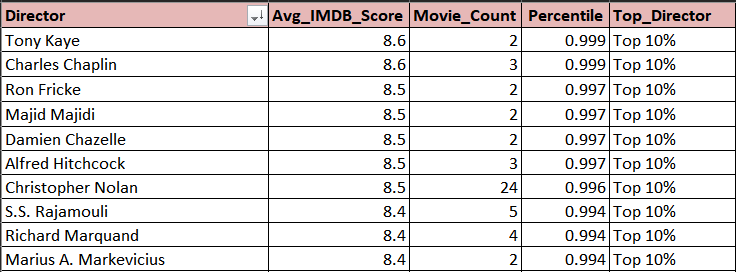 Director Avg_IMDB_Score Movie_Count Percentile Top_Director
Tony Kaye 8.6 2 0.999 Top 10%
Charles Chaplin 8.6 3 0.999 Top 10%
Ron Fricke 8.5 2 0.997 Top 10%
Majid Majidi 8.5 2 0.997 Top 10%
Damien Chazelle 8.5 2 0.997 Top 10%
Alfred Hitchcock 8.5 3 0.997 Top 10%
Christopher Nolan 8.5 24 0.996 Top 10%
S.S. Rajamouli 8.4 5 0.994 Top 10%
Richard Marquand 8.4 4 0.994 Top 10%
Marius A. Markevicius 8.4 2 0.994 Top 10%